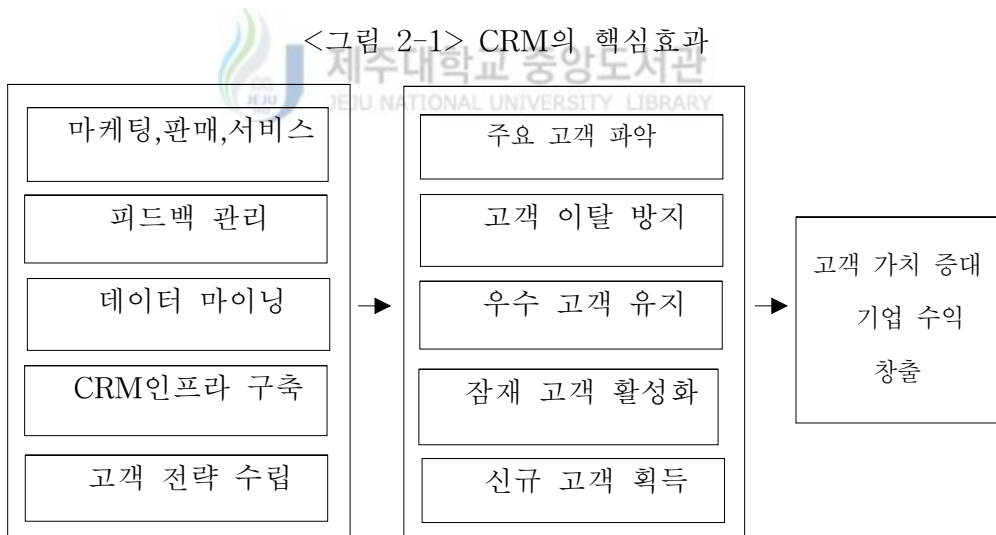 <그림 2-1> CRM의 핵심효과
제주대학교 중앙도서관
JEJU NATIONAL UNIVERSITY LIBRARY
JEJU
마케팅,판매,서비스
피드백 관리
데이터 마이닝
CRM인프라 구축
고객 전략 수립
주요 고객 파악
고객 이탈 방지
우수 고객 유지
잠재 고객 활성화
신규 고객 획득
고객 가치 증대
기업 수익
창출